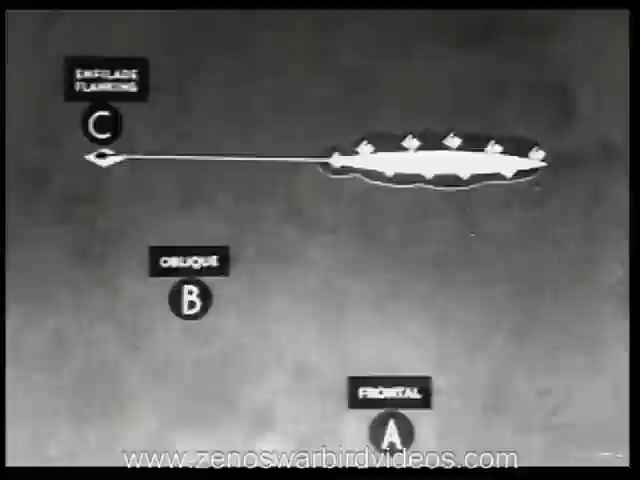 ENFILADE
FLANKING
C
OBLIQUE
B
FRONTAL
A
www.zenoswarbirdvideos.com